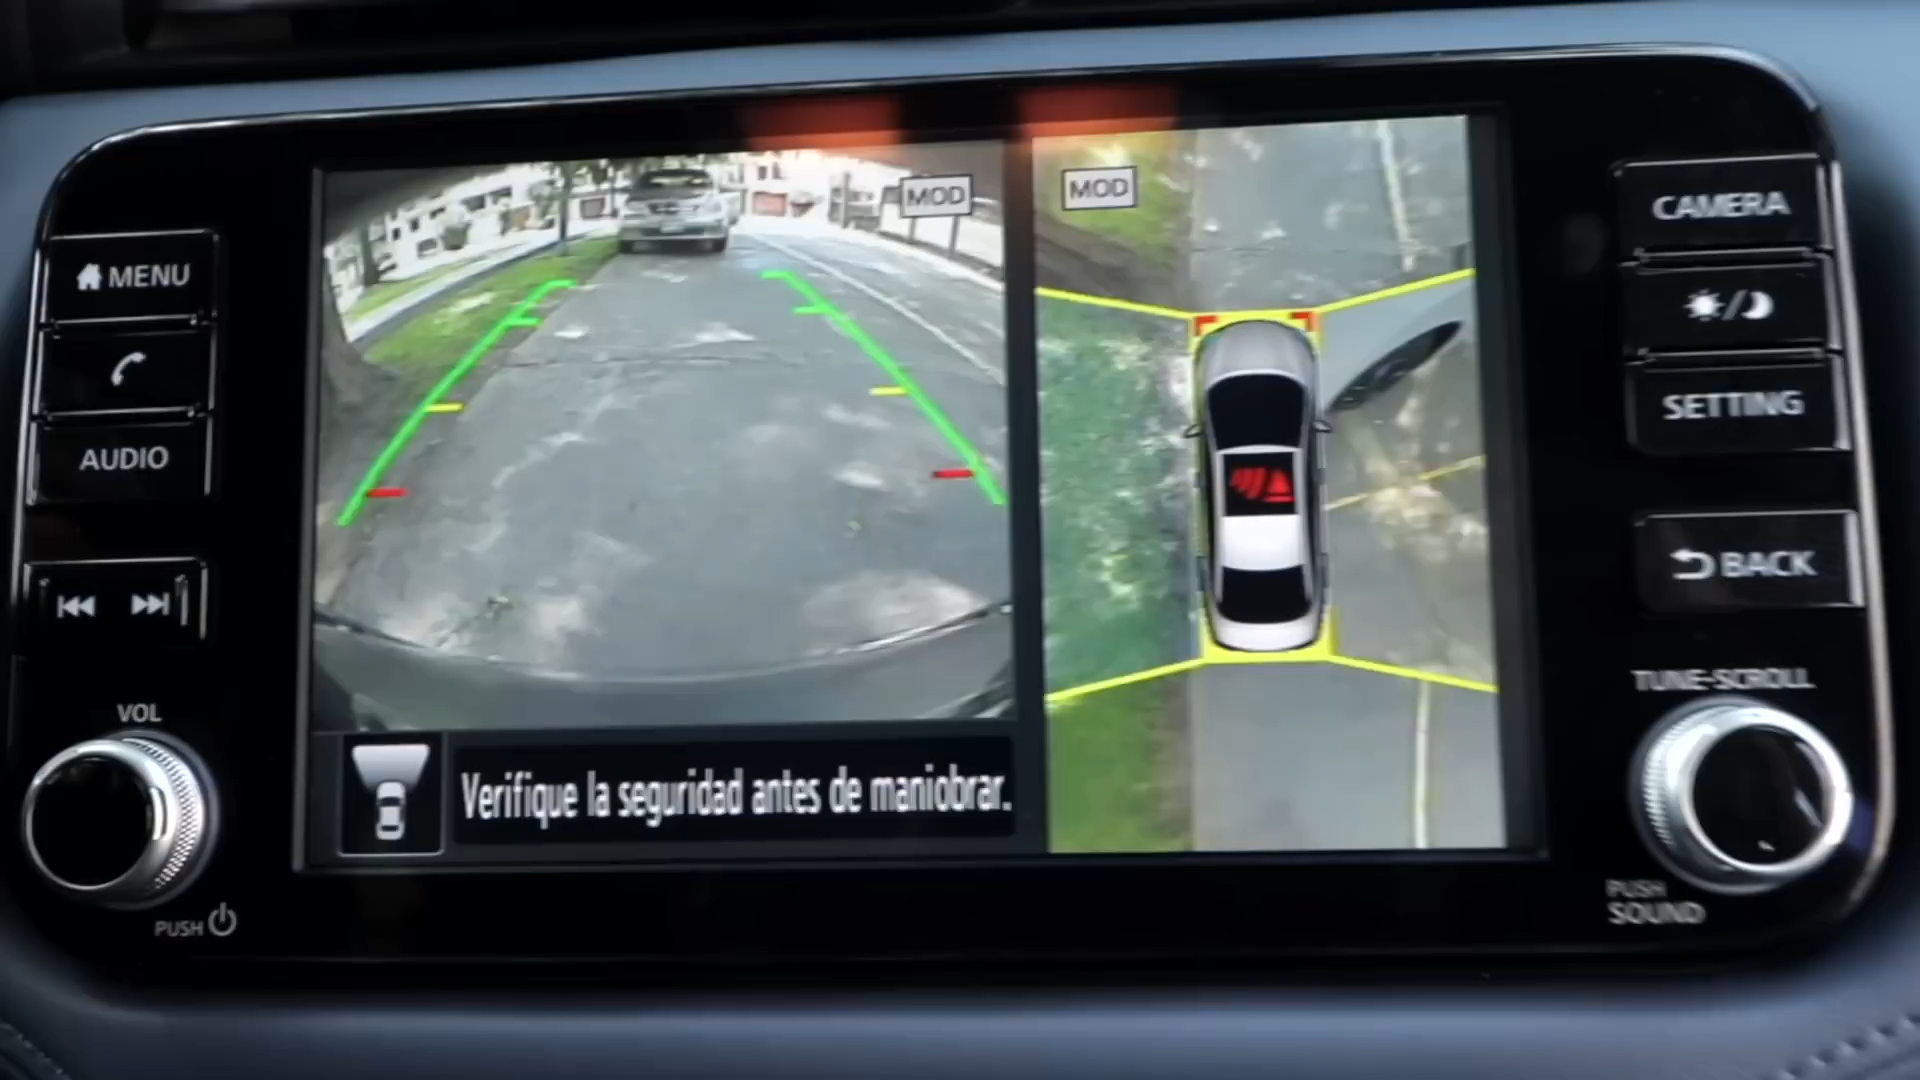 MENU
AUDIO
VOL
PUSH
MOD
MOD
Verifique la seguridad antes de maniobrar.
CAMERA
SETTING
BACK
TUNE-SCROLL
PUSH
SOUND